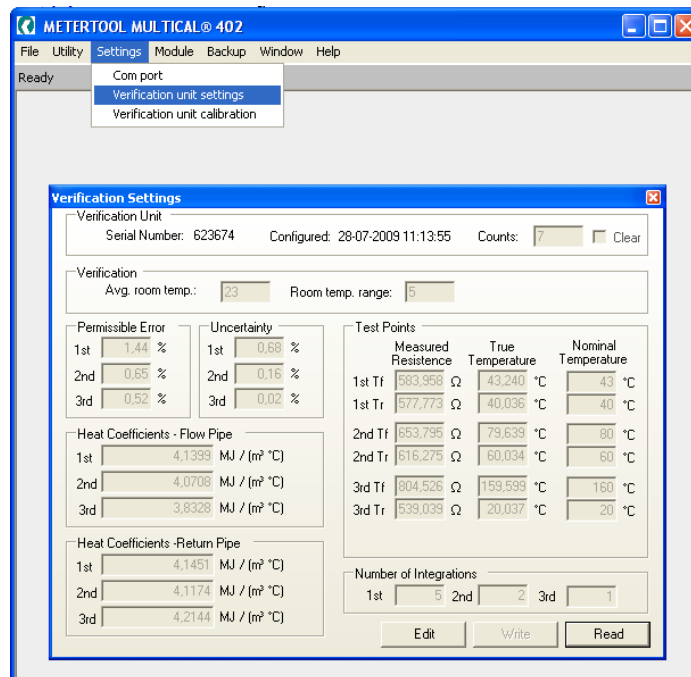 METERTOOL MULTICAL® 402
File Utility Settings Module Backup Window Help
Ready
Com port
Verification unit settings
Verification unit calibration
Verification Settings
Verification Unit
Serial Number: 623674 Configured: 28-07-2009 11:13:55 Counts: 7 Clear
Verification
Avg. room temp.: 23 Room temp. range: 5
Permissible Error
1st 1,44 %
2nd 0,65 %
3rd 0,52 %
Uncertainty
1st 0,68 %
2nd 0,16 %
3rd 0,02 %
Test Points
Measured Resistence True Temperature Nominal Temperature
1st Tf 583,958 Ω 43,240 °C 43 °C
1st Tr 577,773 Ω 40,036 °C 40 °C
2nd Tf 653,795 Ω 79,639 °C 80 °C
2nd Tr 616,275 Ω 60,034 °C 60 °C
3rd Tf 804,526 Ω 159,599 °C 160 °C
3rd Tr 539,039 Ω 20,037 °C 20 °C
Heat Coefficients - Flow Pipe
1st 4,1399 MJ / (m³ °C)
2nd 4,0708 MJ / (m³ °C)
3rd 3,8328 MJ / (m³ °C)
Heat Coefficients -Return Pipe
1st 4,1451 MJ / (m³ °C)
2nd 4,1174 MJ / (m³ °C)
3rd 4,2144 MJ / (m³ °C)
Number of Integrations
1st 5 2nd 2 3rd 1
Edit Write Read